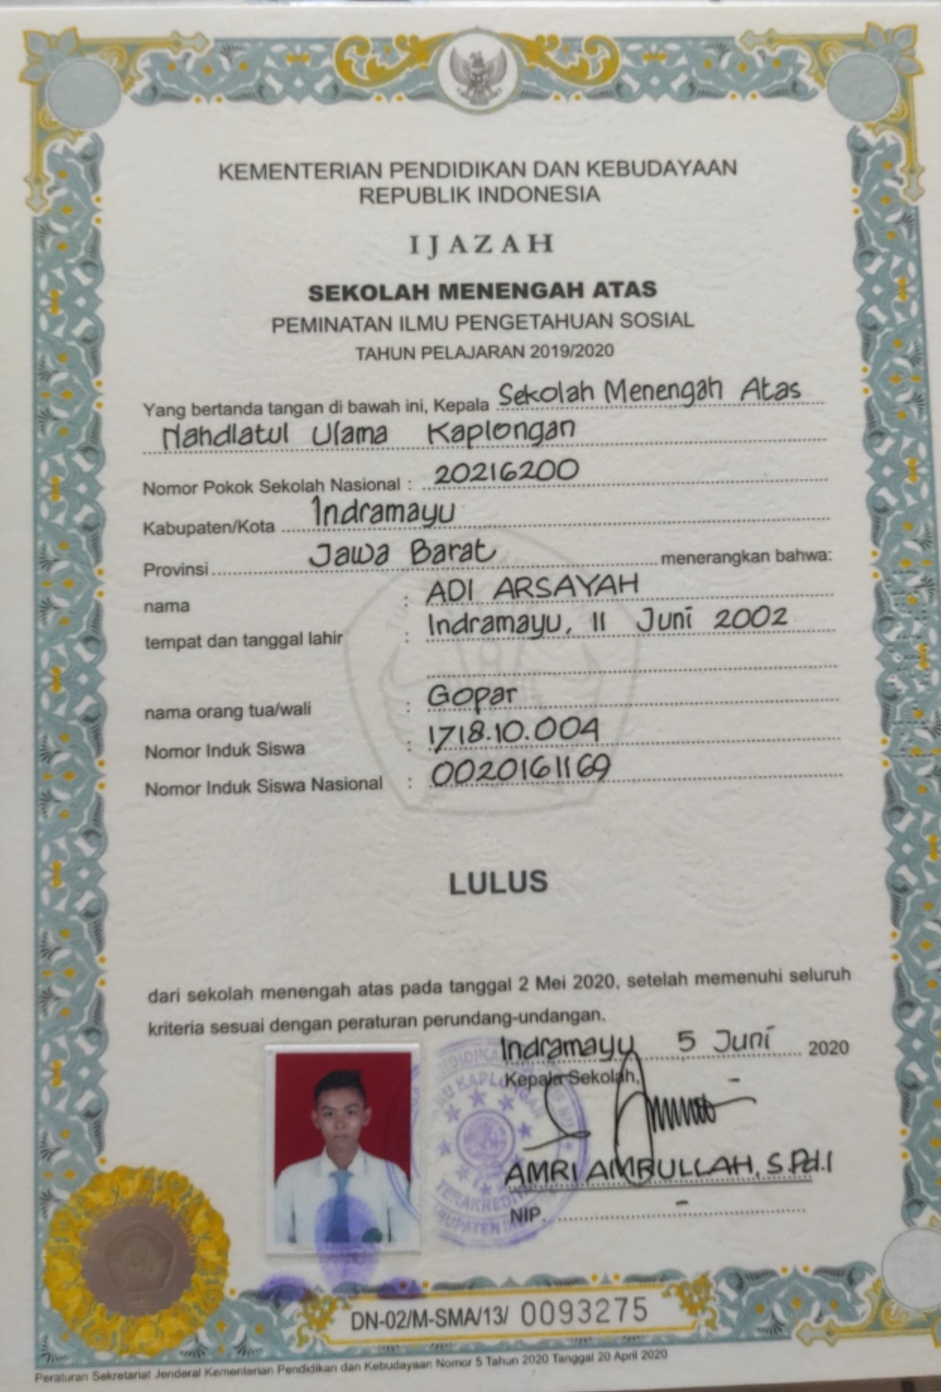 KEMENTERIAN PENDIDIKAN DAN KEBUDAYAAN
REPUBLIK INDONESIA
IJAZAH
SEKOLAH MENENGAH ATAS
PEMINATAN ILMU PENGETAHUAN SOSIAL
TAHUN PELAJARAN 2019/2020
Yang bertanda tangan di bawah ini, Kepala Sekolah Menengah Atas
Nahdlatul Ulama Kaplongan
Nomor Pokok Sekolah Nasional : 20216200
Kabupaten/Kota Indramayu
Provinsi Jawa Barat menerangkan bahwa:
nama : ADI ARSAYAH
tempat dan tanggal lahir : Indramayu, 11 Juni 2002
nama orang tua/wali : Gopar
Nomor Induk Siswa : 1718.10.004
Nomor Induk Siswa Nasional : 0020161169
LULUS
dari sekolah menengah atas pada tanggal 2 Mei 2020, setelah memenuhi seluruh
kriteria sesuai dengan peraturan perundang-undangan.
Indramayu 5 Juni 2020
Kepala Sekolah,
AMRI AMRULLAH, S.Pd.I
NIP. -
DN-02/M-SMA/13/ 0093275
Peraturan Sekretariat Jenderal Kementerian Pendidikan dan Kebudayaan Nomor 5 Tahun 2020 Tanggal 20 April 2020